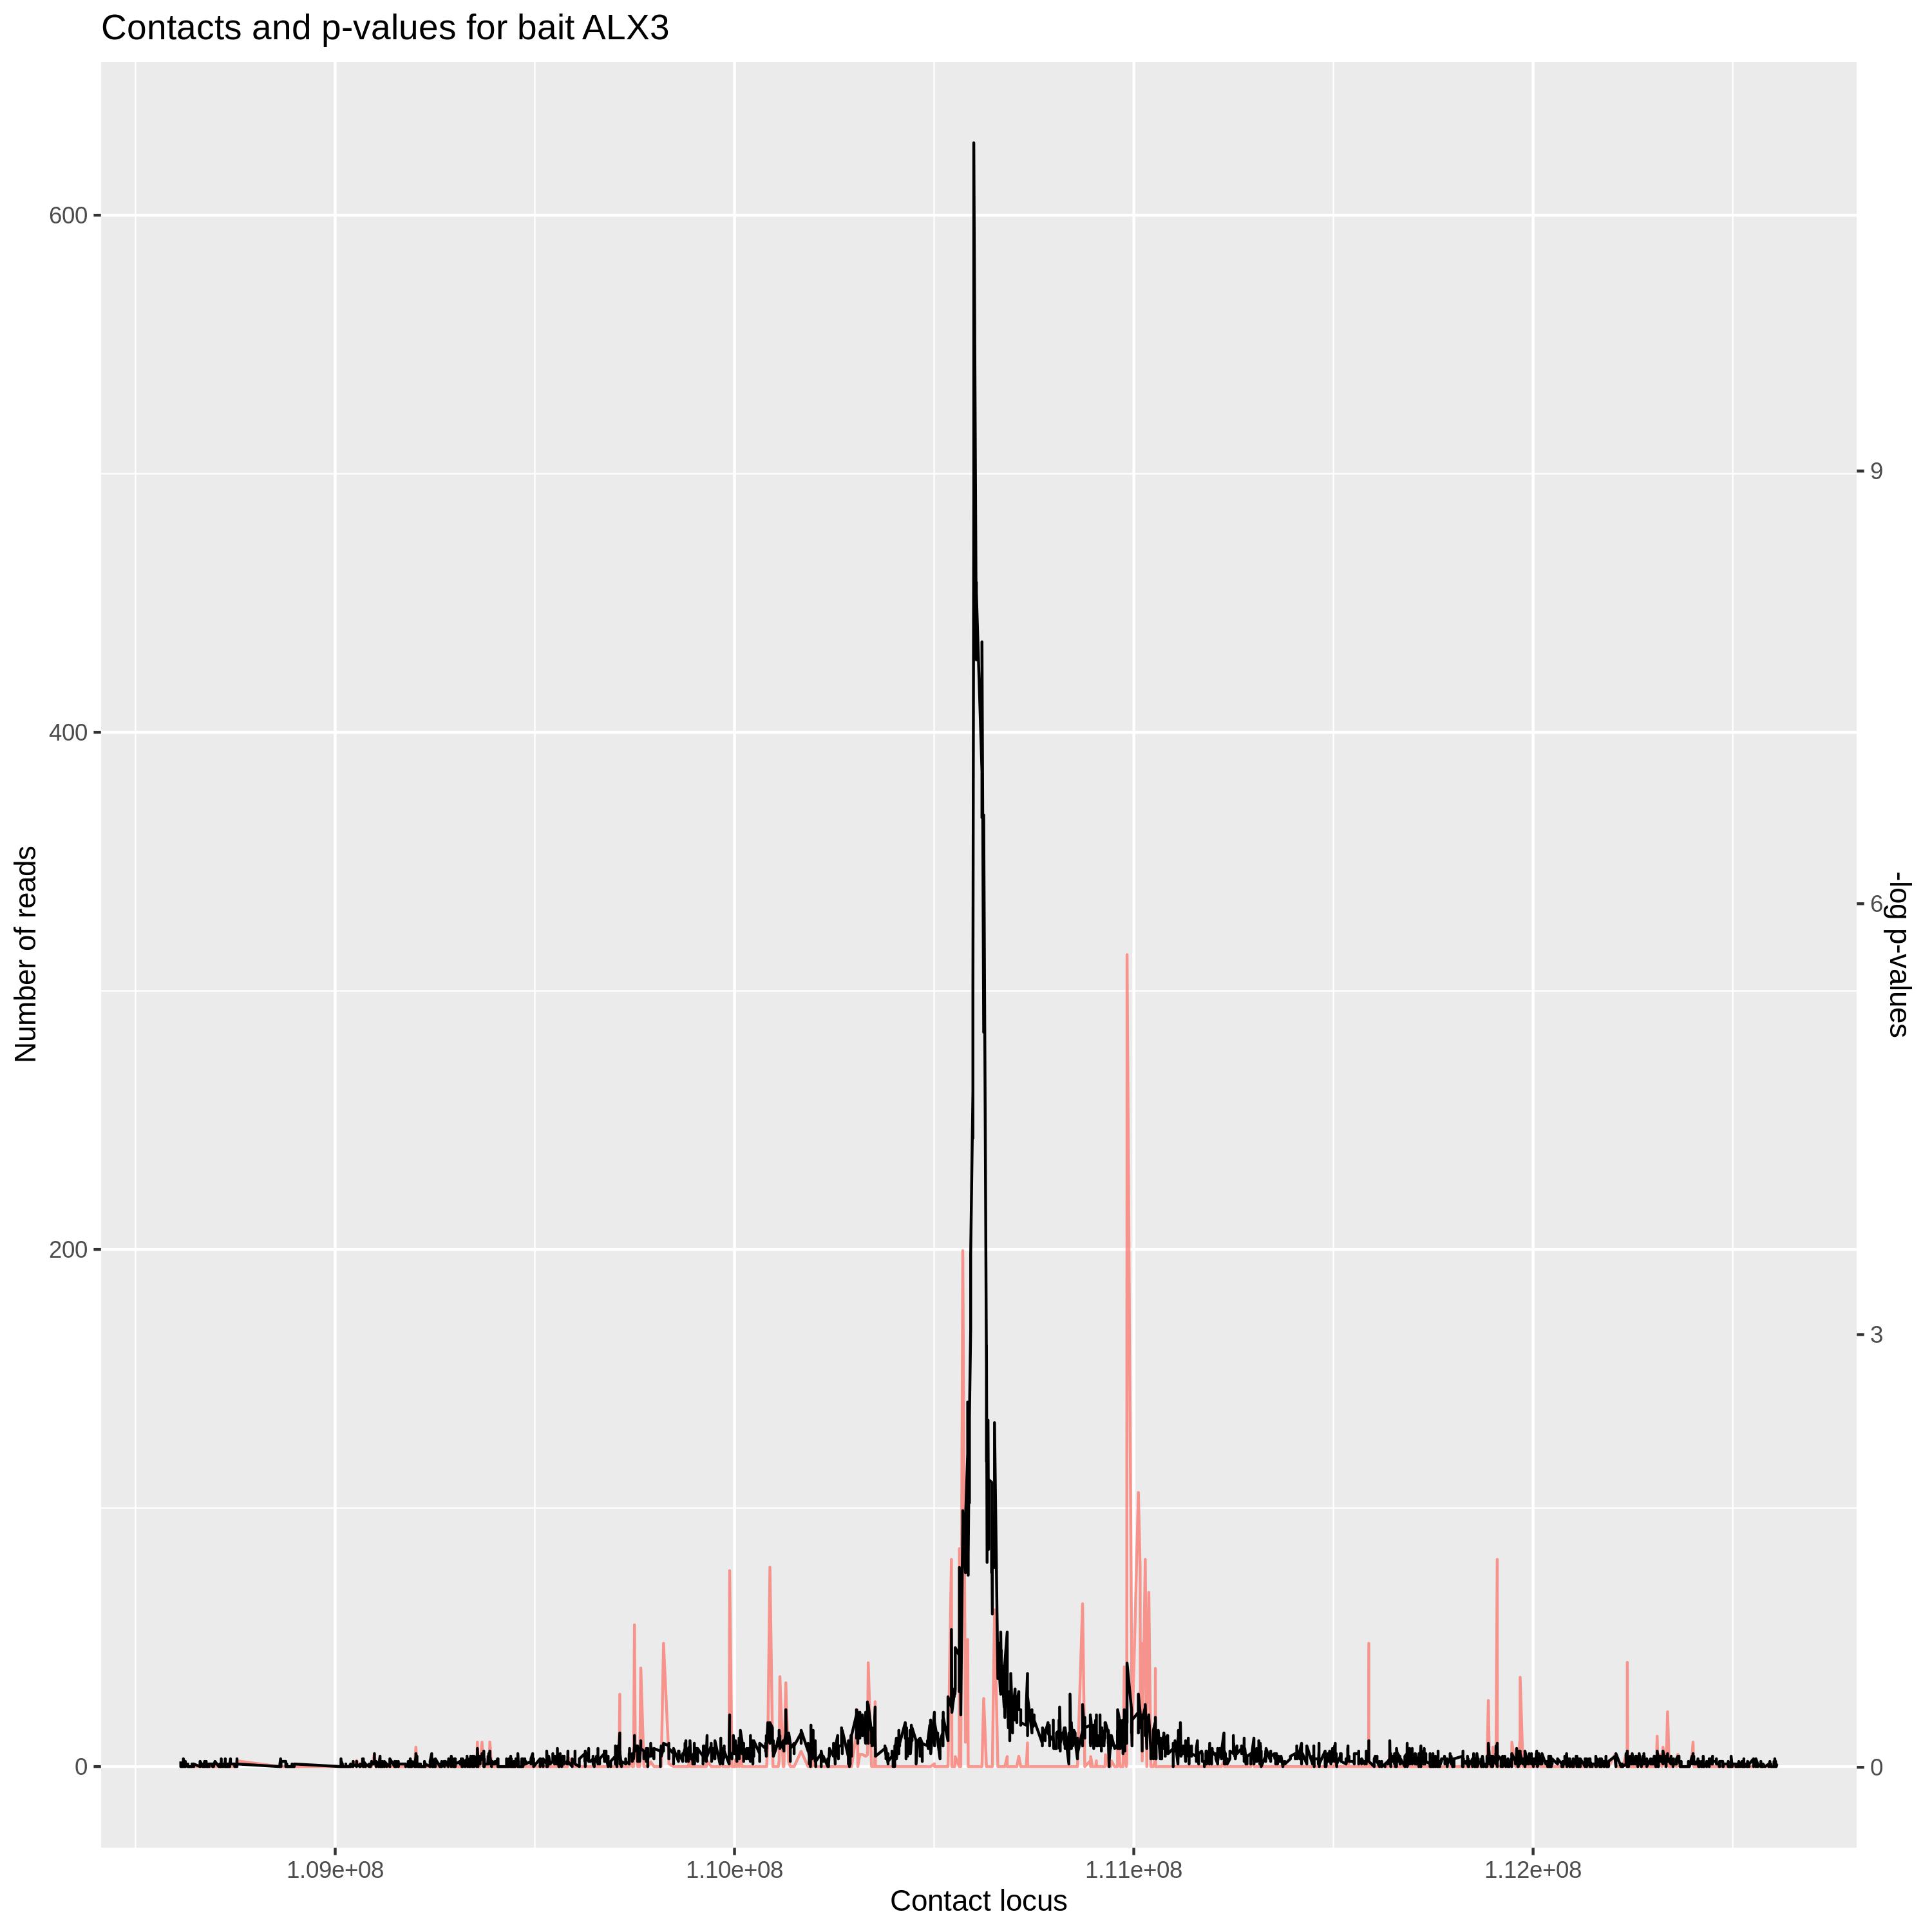 Contacts and p-values for bait ALX3
600
400
200
0
Number of reads
9
6
3
0
-log p-values
1.09e+08
1.10e+08
1.11e+08
1.12e+08
Contact locus